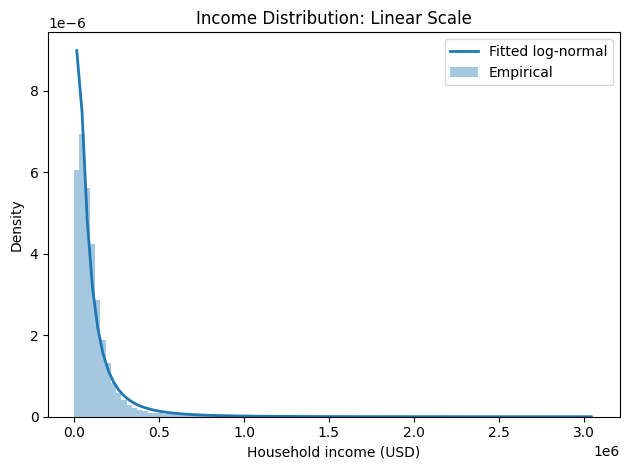 Income Distribution: Linear Scale
1e−6
Fitted log-normal
Empirical
8
6
4
2
0
Density
0.0 0.5 1.0 1.5 2.0 2.5 3.0
1e6
Household income (USD)